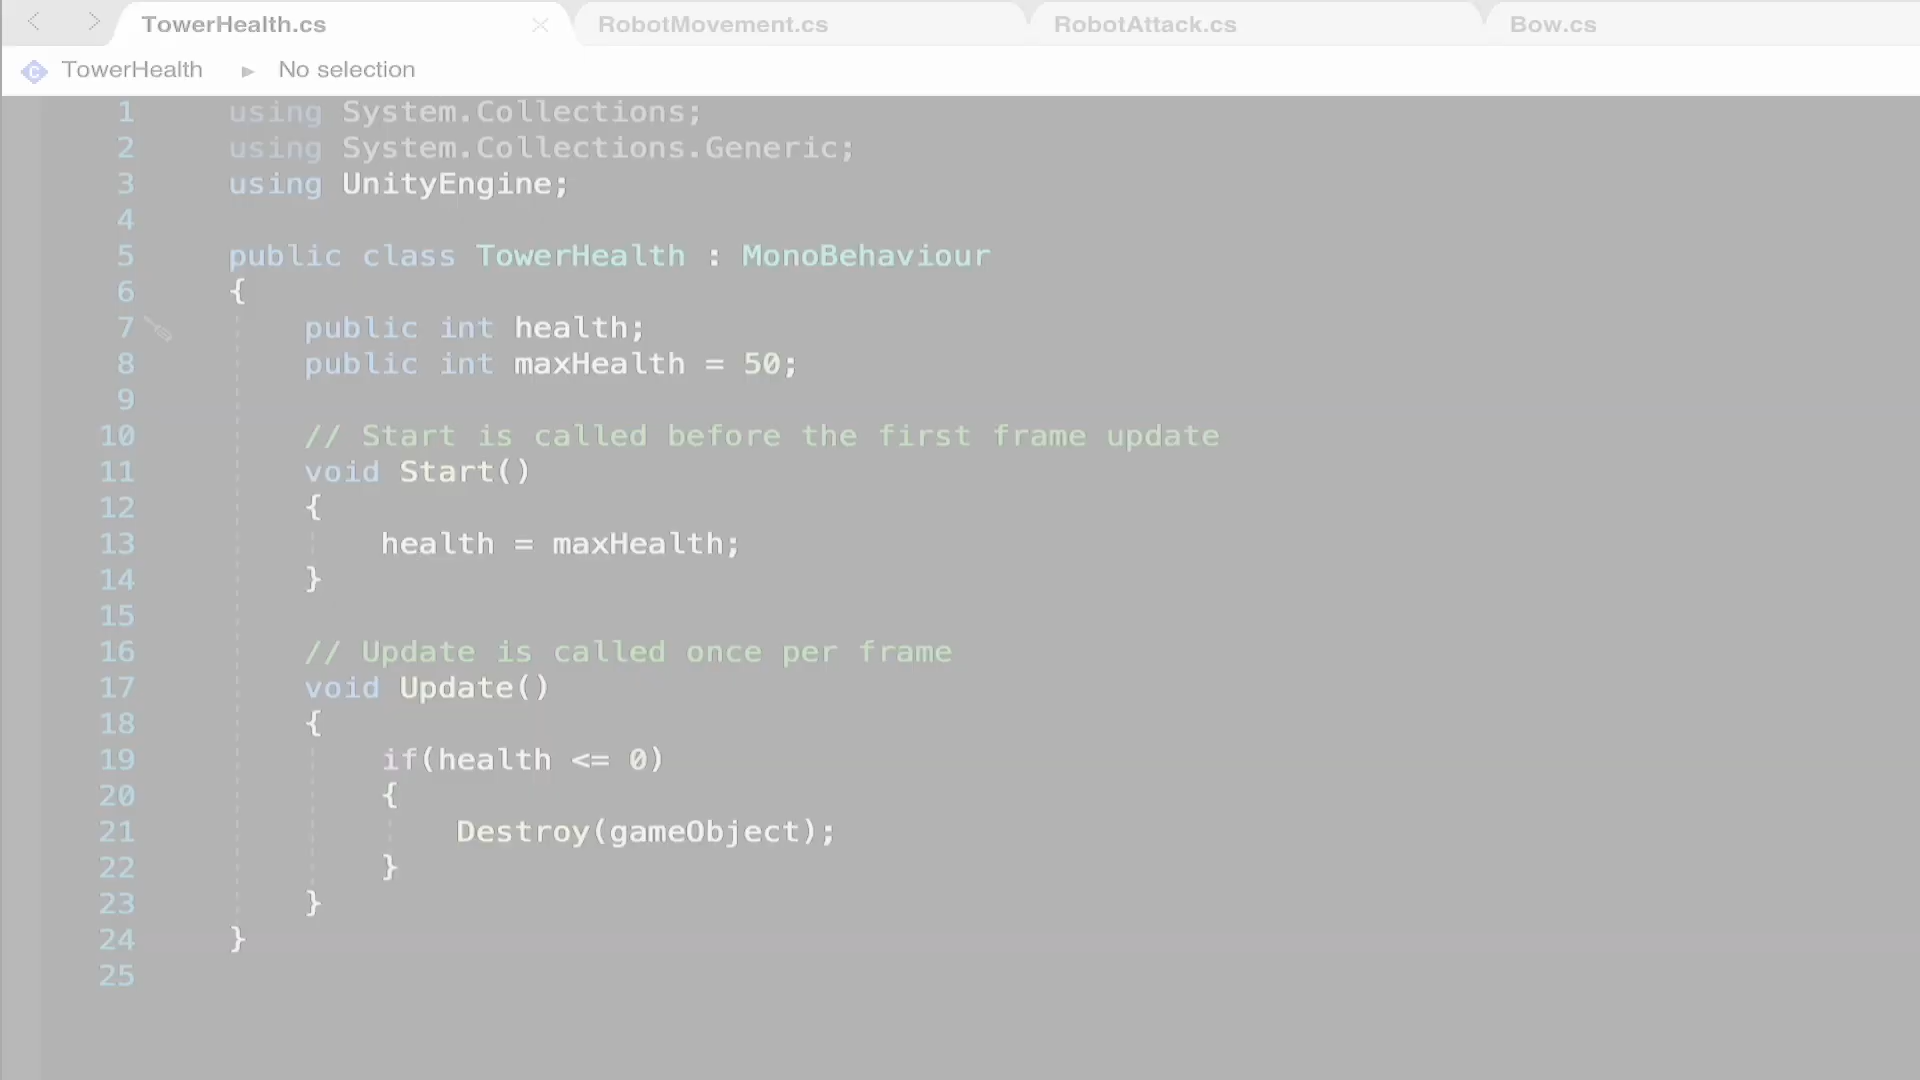 TowerHealth.cs RobotMovement.cs RobotAttack.cs Bow.cs
TowerHealth ▸ No selection
1 using System.Collections;
2 using System.Collections.Generic;
3 using UnityEngine;
4
5 public class TowerHealth : MonoBehaviour
6 {
7 public int health;
8 public int maxHealth = 50;
9
10 // Start is called before the first frame update
11 void Start()
12 {
13 health = maxHealth;
14 }
15
16 // Update is called once per frame
17 void Update()
18 {
19 if(health <= 0)
20 {
21 Destroy(gameObject);
22 }
23 }
24 }
25